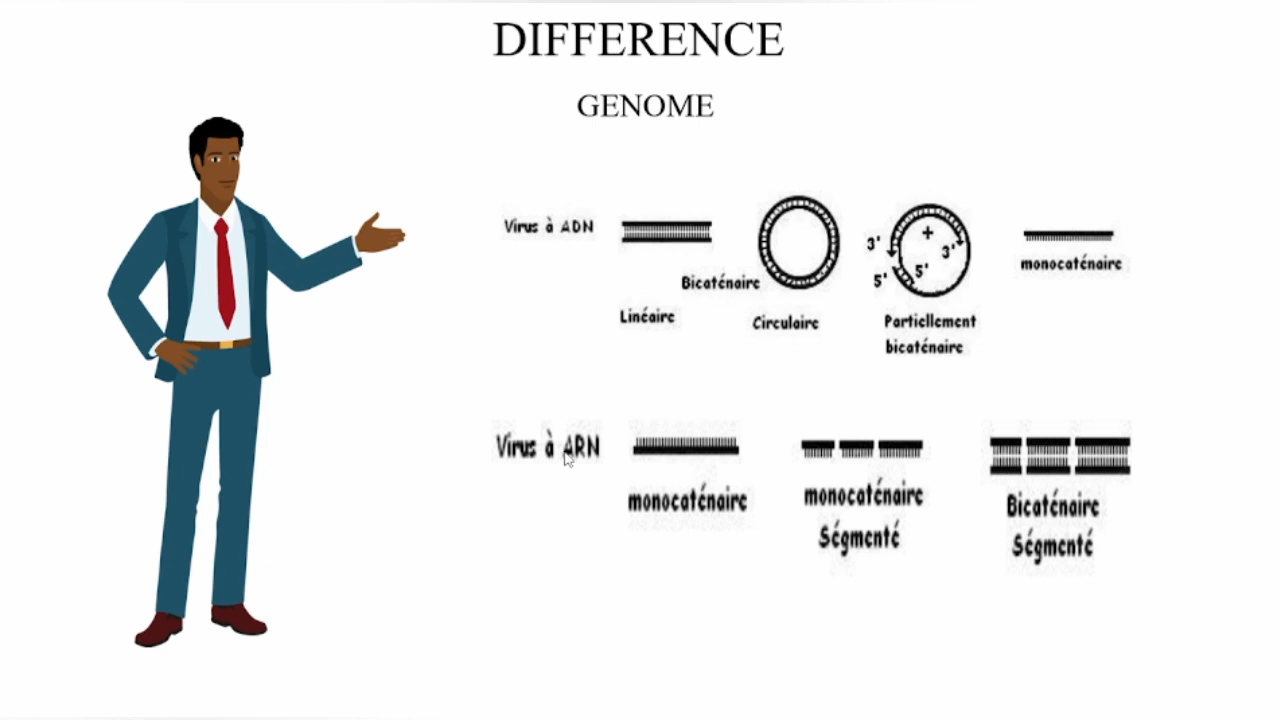 DIFFERENCE
GENOME
Virus à ADN
Bicaténaire
Linéaire
Circulaire
3'
5'
+
3'
5'
Partiellement
bicaténaire
monocaténaire
Virus à ARN
monocaténaire
monocaténaire
Ségmenté
Bicaténaire
Ségmenté